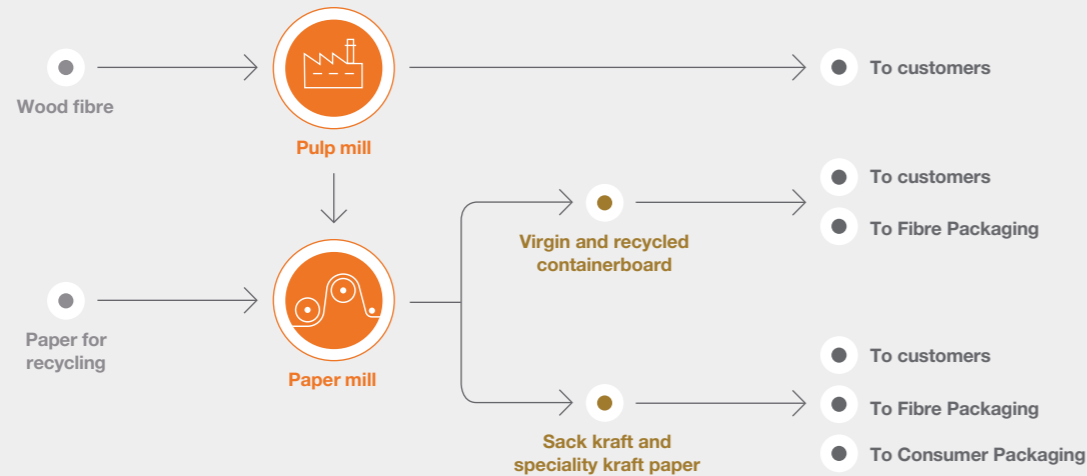 To customers
Wood fibre
Pulp mill
To customers
To Fibre Packaging
Virgin and recycled
containerboard
Paper for
recycling
Paper mill
To customers
To Fibre Packaging
Sack kraft and
speciality kraft paper
To Consumer Packaging